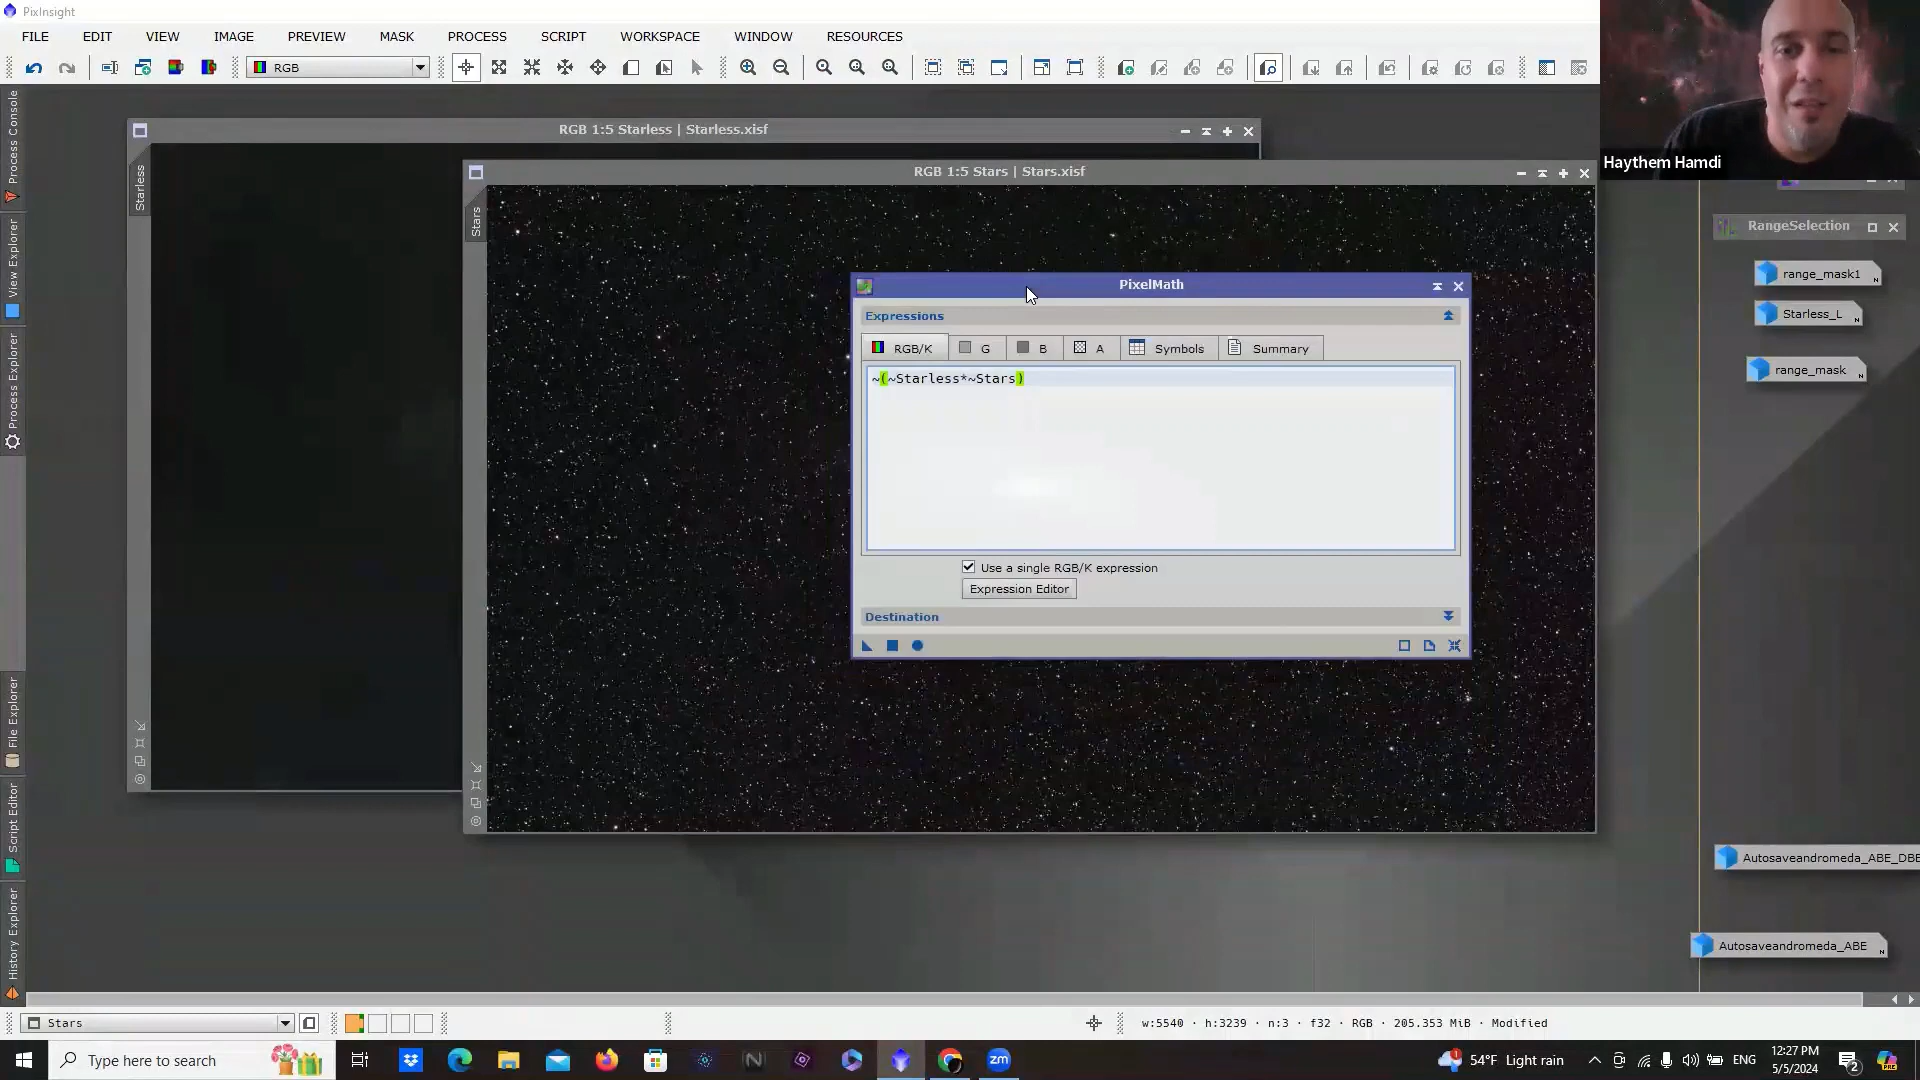 PixInsight
FILE EDIT VIEW IMAGE PREVIEW MASK PROCESS SCRIPT WORKSPACE WINDOW RESOURCES
RGB
Haythem Hamdi
Process Console
View Explorer
Process Explorer
File Explorer
Script Editor
History Explorer
RGB 1:5 Starless | Starless.xisf
Starless
RGB 1:5 Stars | Stars.xisf
Stars
PixelMath
Expressions
RGB/K G B A Symbols Summary
~(~Starless*~Stars)
Use a single RGB/K expression
Expression Editor
Destination
RangeSelection
range_mask1
N
Starless_L
N
range_mask
N
Autosaveandromeda_ABE_DBE
Autosaveandromeda_ABE
N
Stars
w:5540 · h:3239 · n:3 · f32 · RGB · 205.353 MiB · Modified
Type here to search
zm
54°F Light rain
ENG
12:27 PM
5/5/2024
2
PRE